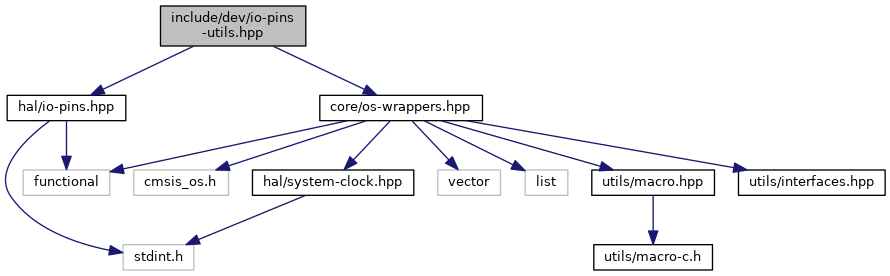 include/dev/io-pins
-utils.hpp
hal/io-pins.hpp
core/os-wrappers.hpp
functional
cmsis_os.h
hal/system-clock.hpp
vector
list
utils/macro.hpp
utils/interfaces.hpp
stdint.h
utils/macro-c.h